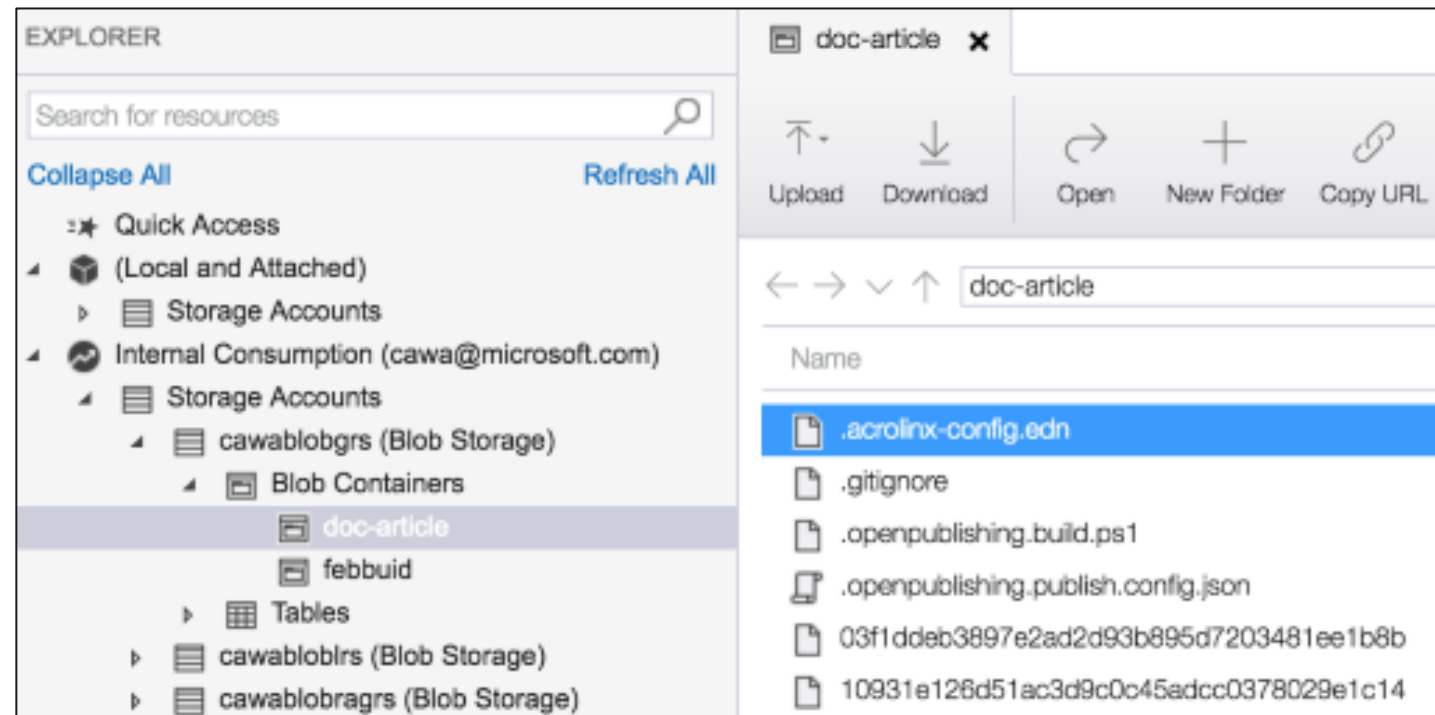 EXPLORER
Search for resources
Collapse All Refresh All
Quick Access
(Local and Attached)
Storage Accounts
Internal Consumption (cawa@microsoft.com)
Storage Accounts
cawablobgrs (Blob Storage)
Blob Containers
doc-article
febbuid
Tables
cawabloblrs (Blob Storage)
cawablobragrs (Blob Storage)
doc-article
Upload Download Open New Folder Copy URL
doc-article
Name
.acrolinx-config.edn
.gitignore
.openpublishing.build.ps1
.openpublishing.publish.config.json
03f1ddeb3897e2ad2d93b895d7203481ee1b8b
10931e126d51ac3d9c0c45adcc0378029e1c14